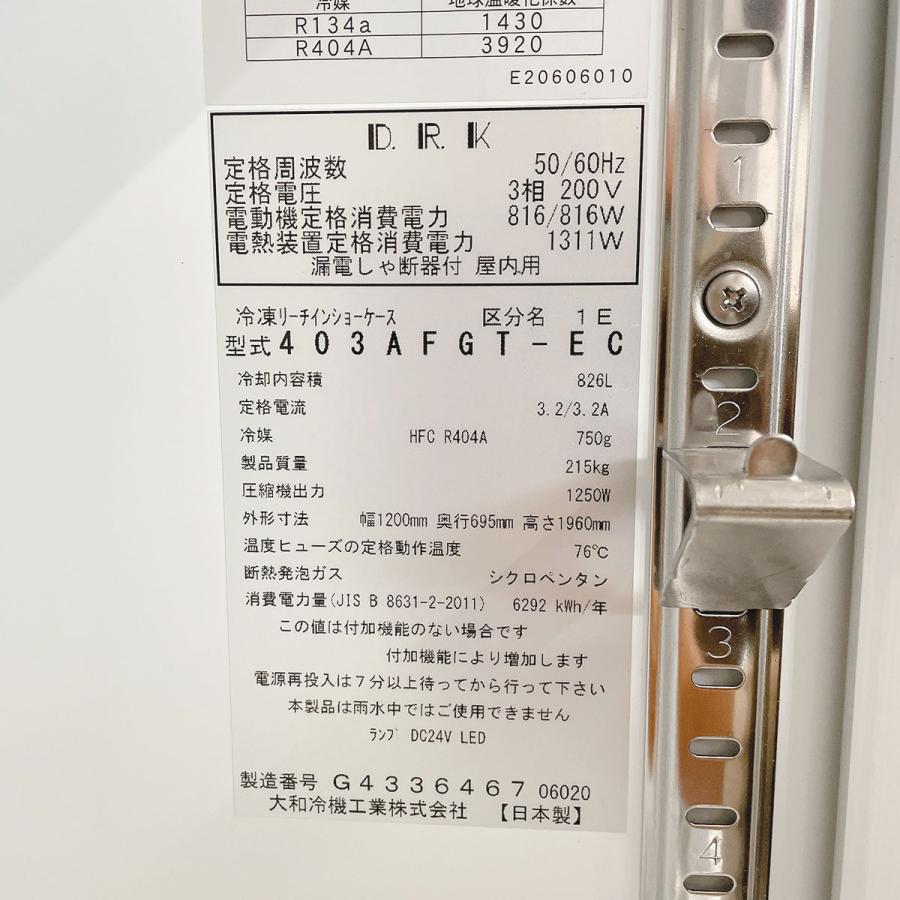 冷媒 地球温暖化係数
R134a 1430
R404A 3920
E20606010
D.R.K
定格周波数 50/60Hz
定格電圧 3相 200V
電動機定格消費電力 816/816W
電熱装置定格消費電力 1311W
漏電しゃ断器付 屋内用
冷凍リーチインショーケース 区分名 1E
型式 403AFGT-EC
冷却内容積 826L
定格電流 3.2/3.2A
冷媒 HFC R404A 750g
製品質量 215kg
圧縮機出力 1250W
外形寸法 幅1200mm 奥行695mm 高さ1960mm
温度ヒューズの定格動作温度 76℃
断熱発泡ガス シクロペンタン
消費電力量(JIS B 8631-2-2011) 6292 kWh/年
この値は付加機能のない場合です
付加機能により増加します
電源再投入は7分以上待ってから行って下さい
本製品は雨水中ではご使用できません
ﾗﾝﾌﾟ DC24V LED
製造番号 G4336467 06020
大和冷機工業株式会社 【日本製】
1
2
3
4